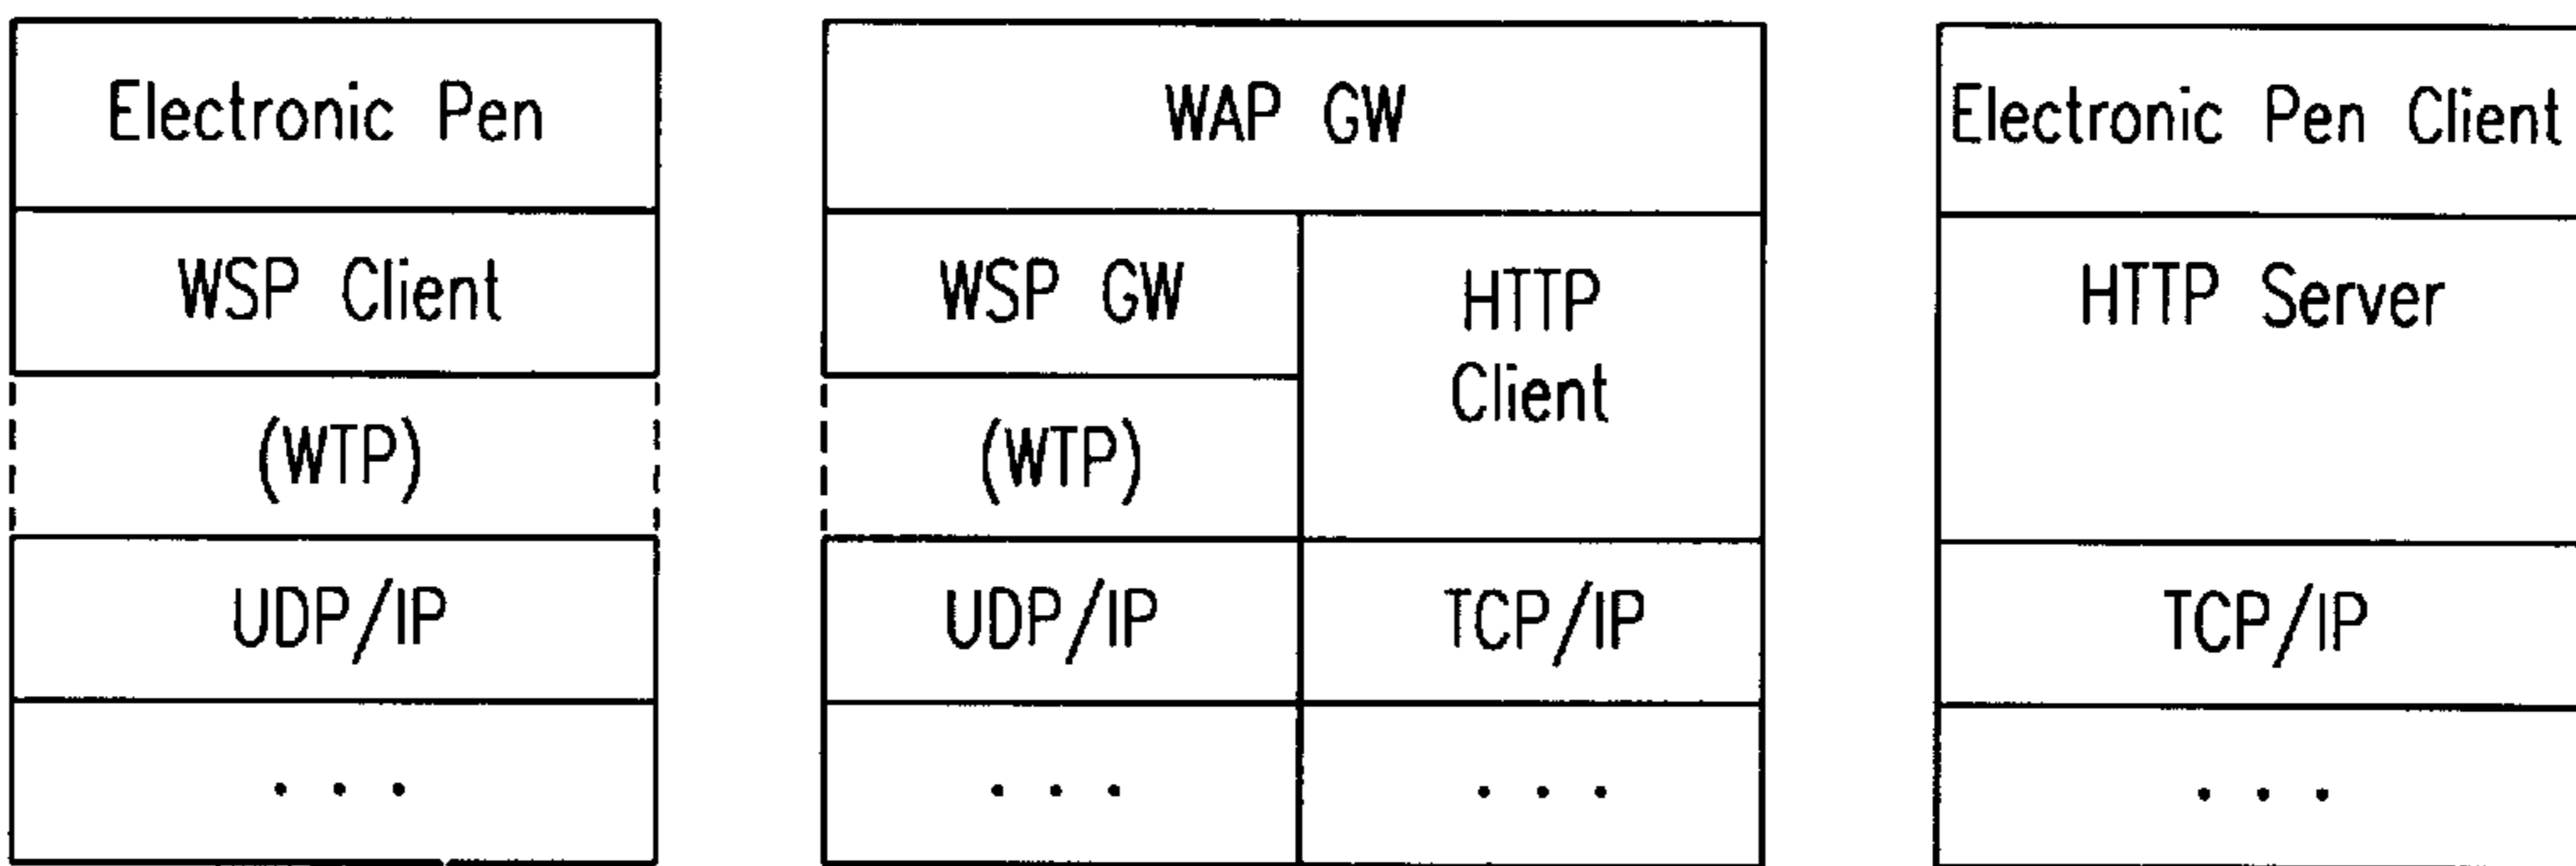 Electronic Pen
WSP Client
(WTP)
UDP/IP
. . .
WAP GW
WSP GW
(WTP)
UDP/IP
. . .
HTTP
Client
TCP/IP
. . .
Electronic Pen Client
HTTP Server
TCP/IP
. . .